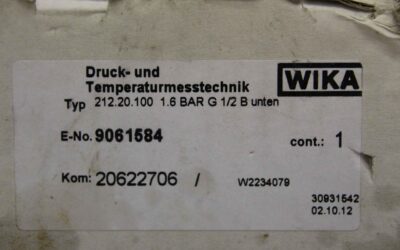 Druck- und
Temperaturmesstechnik
WIKA
Typ 212.20.100 1.6 BAR G 1/2 B unten
E-No. 9061584 cont.: 1
Kom: 20622706 / W2234079
30931542
02.10.12